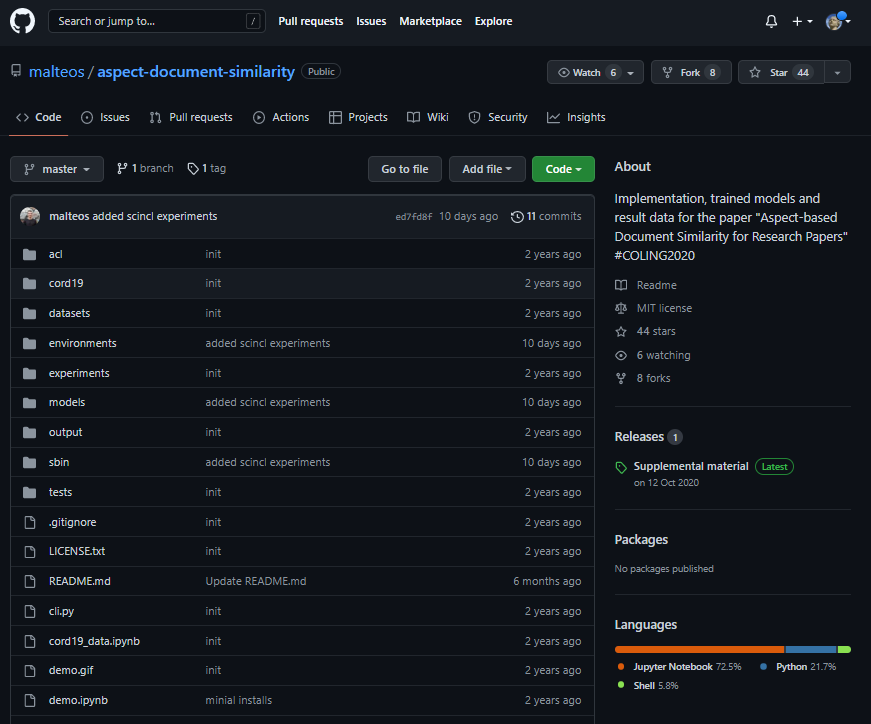 Search or jump to... /
Pull requests Issues Marketplace Explore
malteos / aspect-document-similarity Public
Watch 6 Fork 8 Star 44
Code Issues Pull requests Actions Projects Wiki Security Insights
master 1 branch 1 tag Go to file Add file Code
malteos added scincl experiments ed7fd8f 10 days ago 11 commits
acl init 2 years ago
cord19 init 2 years ago
datasets init 2 years ago
environments added scincl experiments 10 days ago
experiments init 2 years ago
models added scincl experiments 10 days ago
output init 2 years ago
sbin added scincl experiments 10 days ago
tests init 2 years ago
.gitignore init 2 years ago
LICENSE.txt init 2 years ago
README.md Update README.md 6 months ago
cli.py init 2 years ago
cord19_data.ipynb init 2 years ago
demo.gif init 2 years ago
demo.ipynb minial installs 2 years ago
About
Implementation, trained models and
result data for the paper "Aspect-based
Document Similarity for Research Papers"
#COLING2020
Readme
MIT license
44 stars
6 watching
8 forks
Releases 1
Supplemental material Latest
on 12 Oct 2020
Packages
No packages published
Languages
Jupyter Notebook 72.5% Python 21.7%
Shell 5.8%